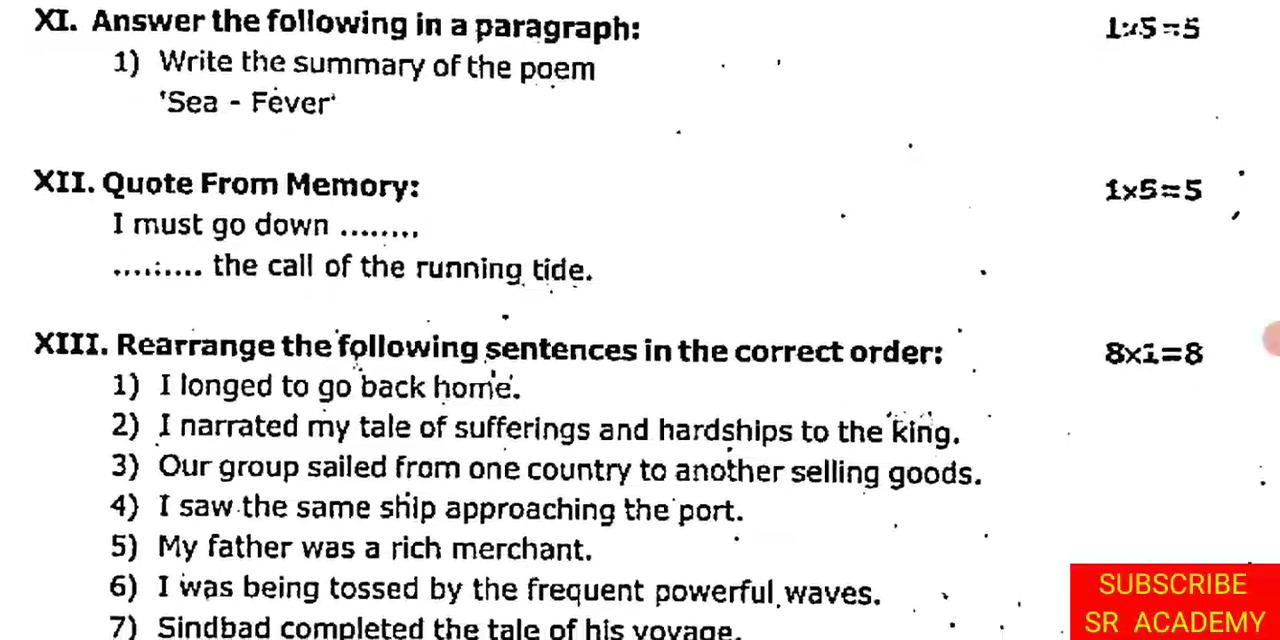 XI. Answer the following in a paragraph: 1x5=5
1) Write the summary of the poem
'Sea - Fever'
XII. Quote From Memory: 1x5=5
I must go down ........
......... the call of the running tide.
XIII. Rearrange the following sentences in the correct order: 8x1=8
1) I longed to go back home.
2) I narrated my tale of sufferings and hardships to the king.
3) Our group sailed from one country to another selling goods.
4) I saw the same ship approaching the port.
5) My father was a rich merchant.
6) I was being tossed by the frequent powerful waves.
7) Sindbad completed the tale of his voyage.
SUBSCRIBE
SR ACADEMY